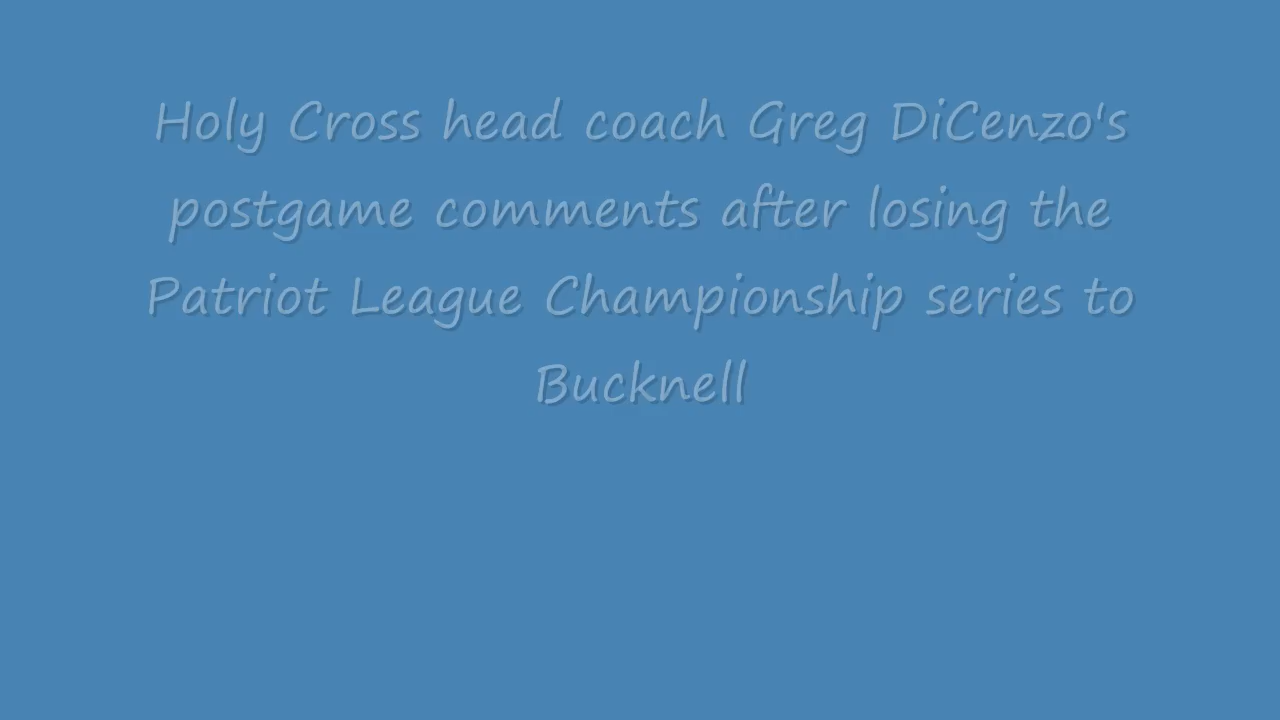 Holy Cross head coach Greg DiCenzo's
postgame comments after losing the
Patriot League Championship series to
Bucknell